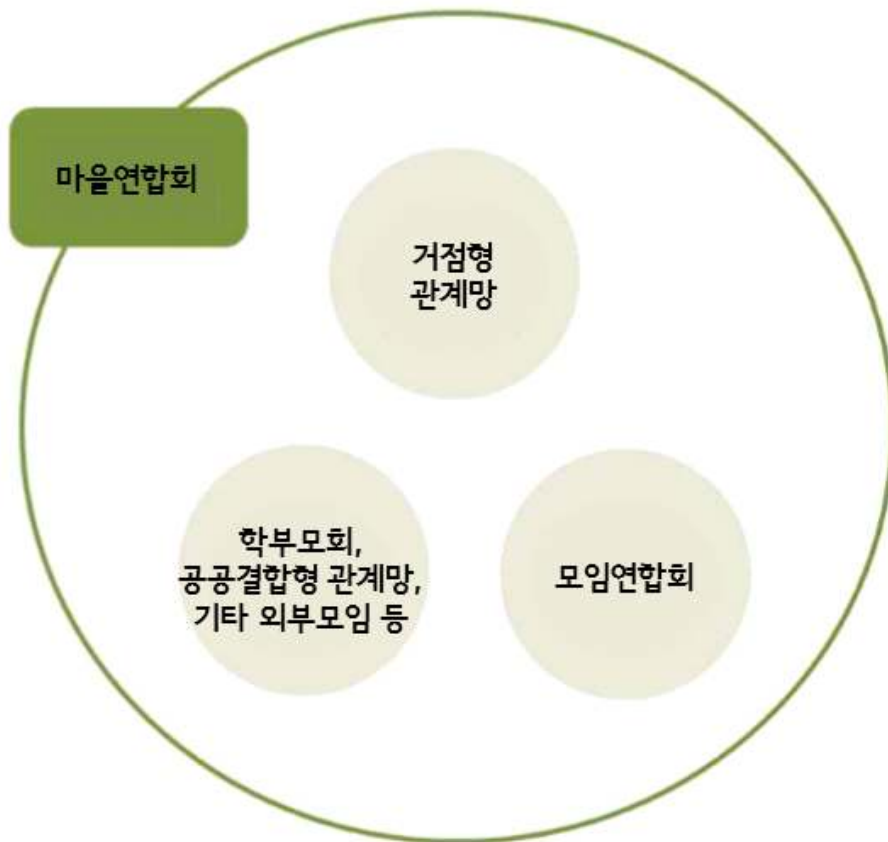 마을연합회
거점형
관계망
학부모회,
공공결합형 관계망,
기타 외부모임 등
모임연합회